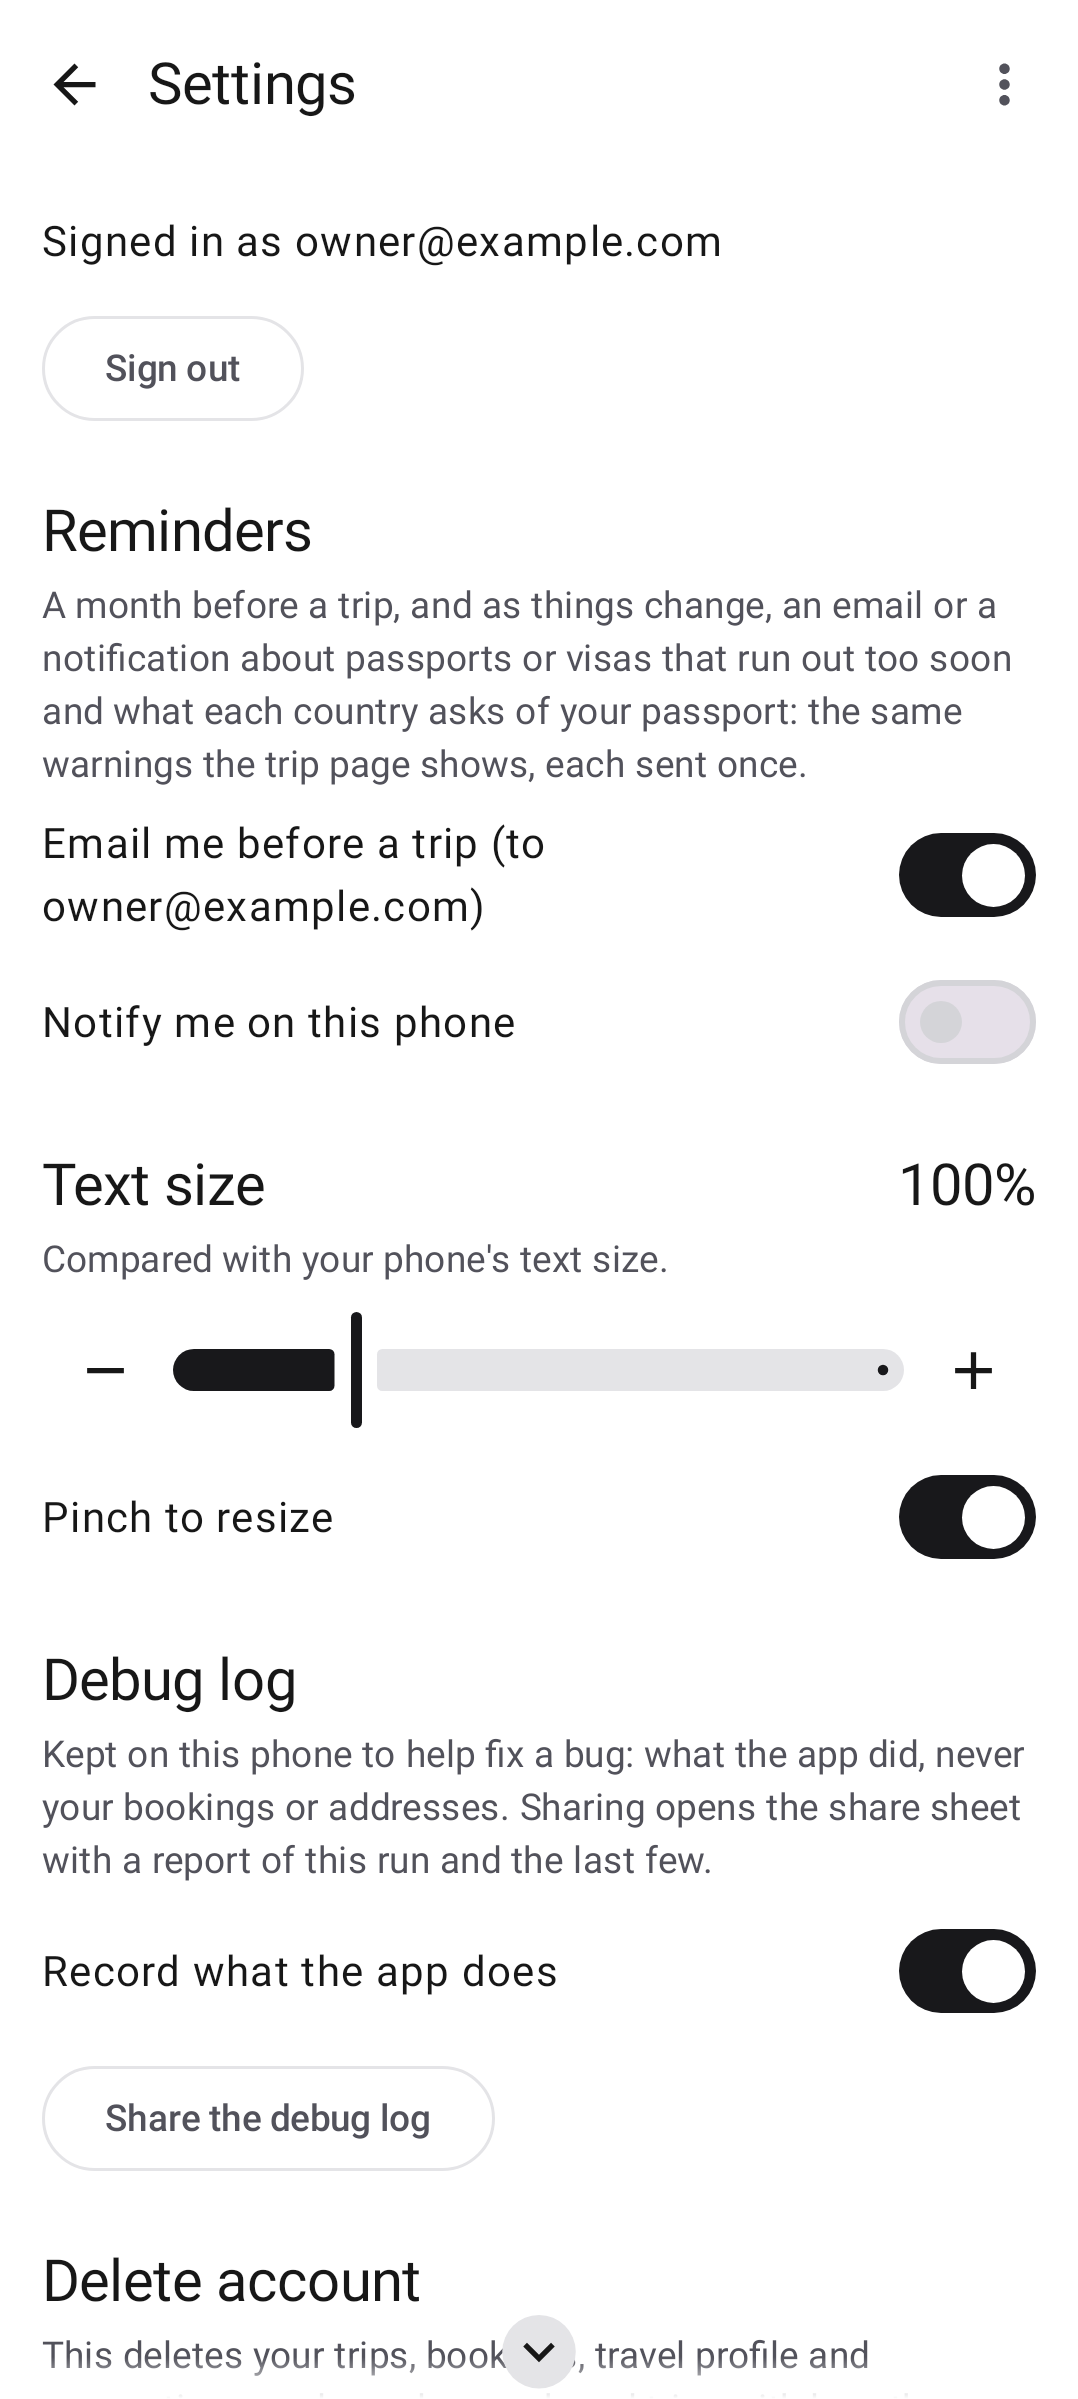 Settings
Signed in as owner@example.com
Sign out
Reminders
A month before a trip, and as things change, an email or a
notification about passports or visas that run out too soon
and what each country asks of your passport: the same
warnings the trip page shows, each sent once.
Email me before a trip (to
owner@example.com)
Notify me on this phone
Text size 100%
Compared with your phone's text size.
Pinch to resize
Debug log
Kept on this phone to help fix a bug: what the app did, never
your bookings or addresses. Sharing opens the share sheet
with a report of this run and the last few.
Record what the app does
Share the debug log
Delete account
This deletes your trips, travel profile and